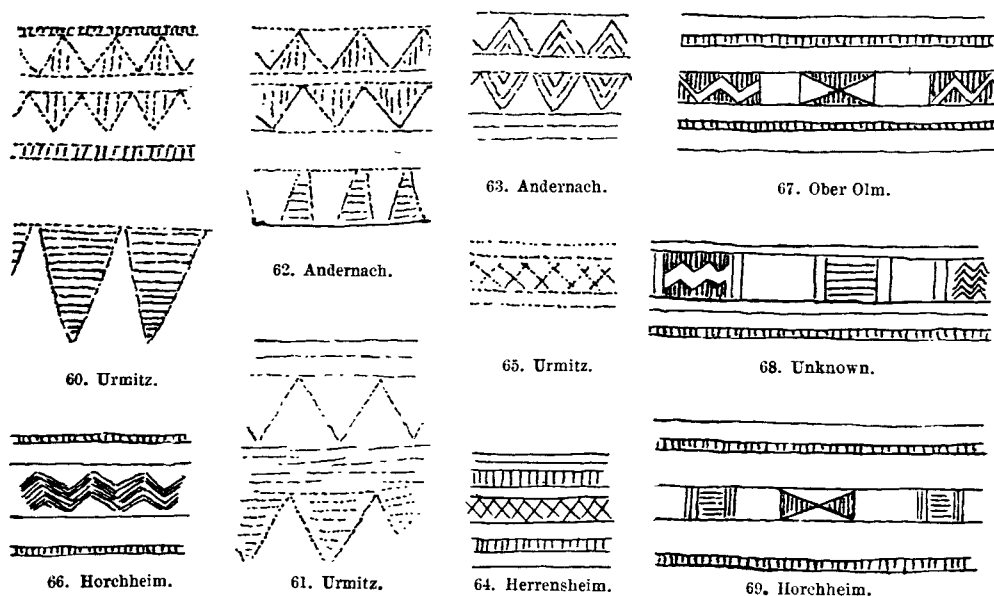 60. Urmitz.
62. Andernach.
63. Andernach.
67. Ober Olm.
65. Urmitz.
68. Unknown.
66. Horchheim.
61. Urmitz.
64. Herrensheim.
69. Horchheim.